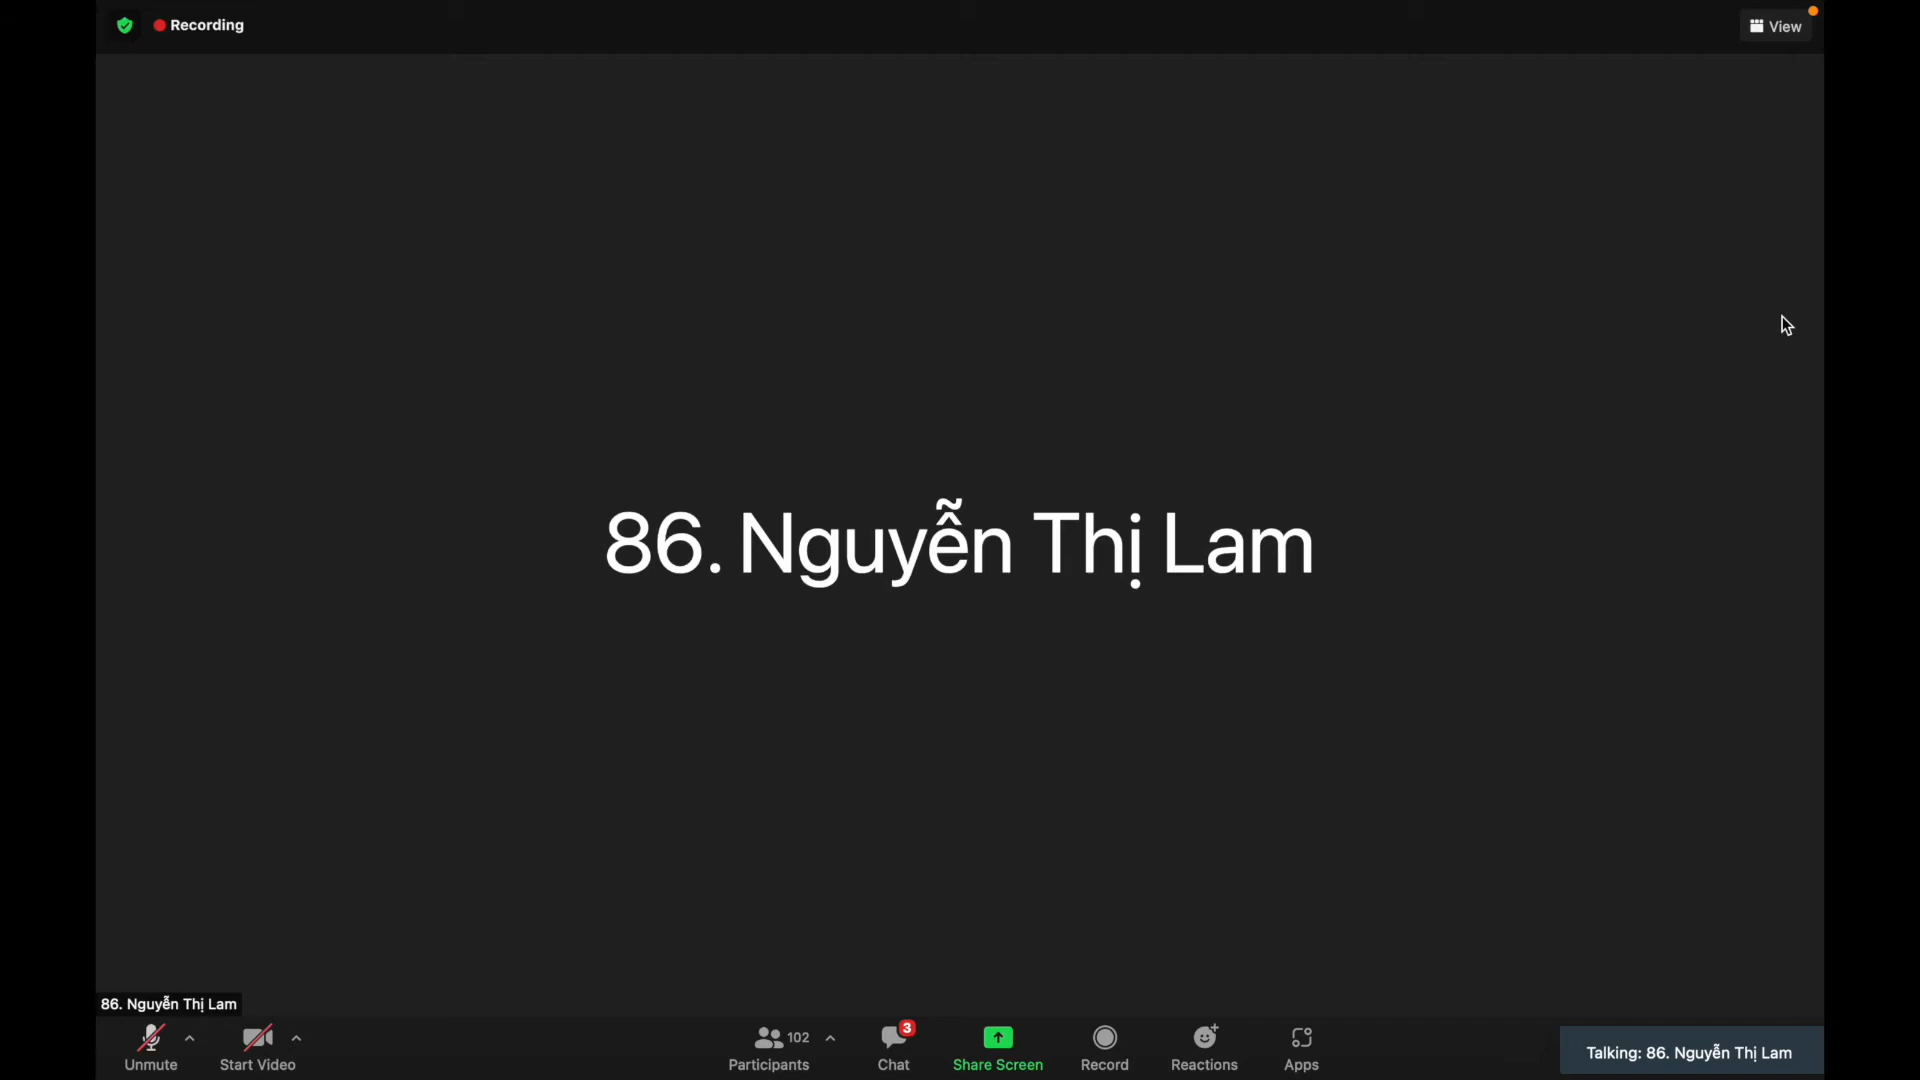 Recording
View
86. Nguyễn Thị Lam
86. Nguyễn Thị Lam
Unmute
Start Video
102
Participants
3
Chat
Share Screen
Record
Reactions
Apps
Talking: 86. Nguyễn Thị Lam